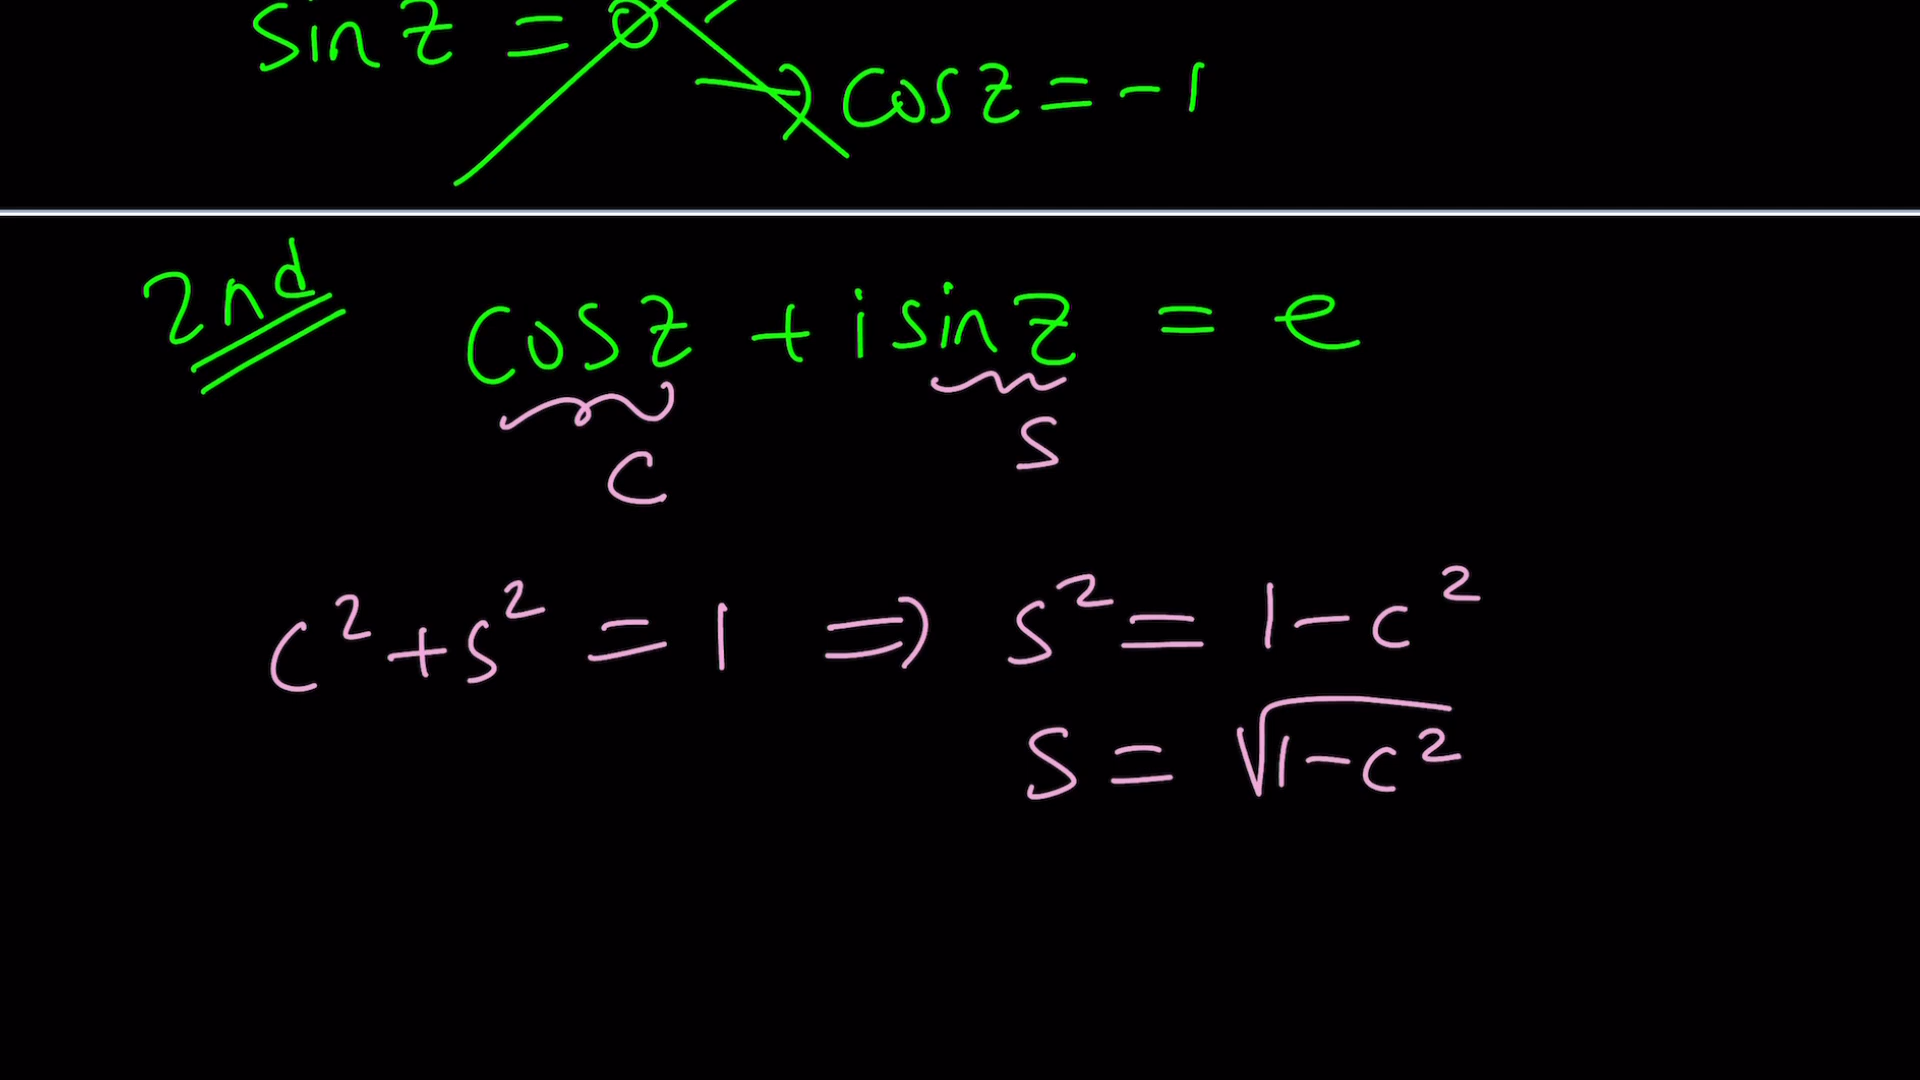 sin z = 0
→ cos z = -1
2nd cos z + i sin z = e
c s
c² + s² = 1 ⇒ s² = 1 - c²
s = √1-c²